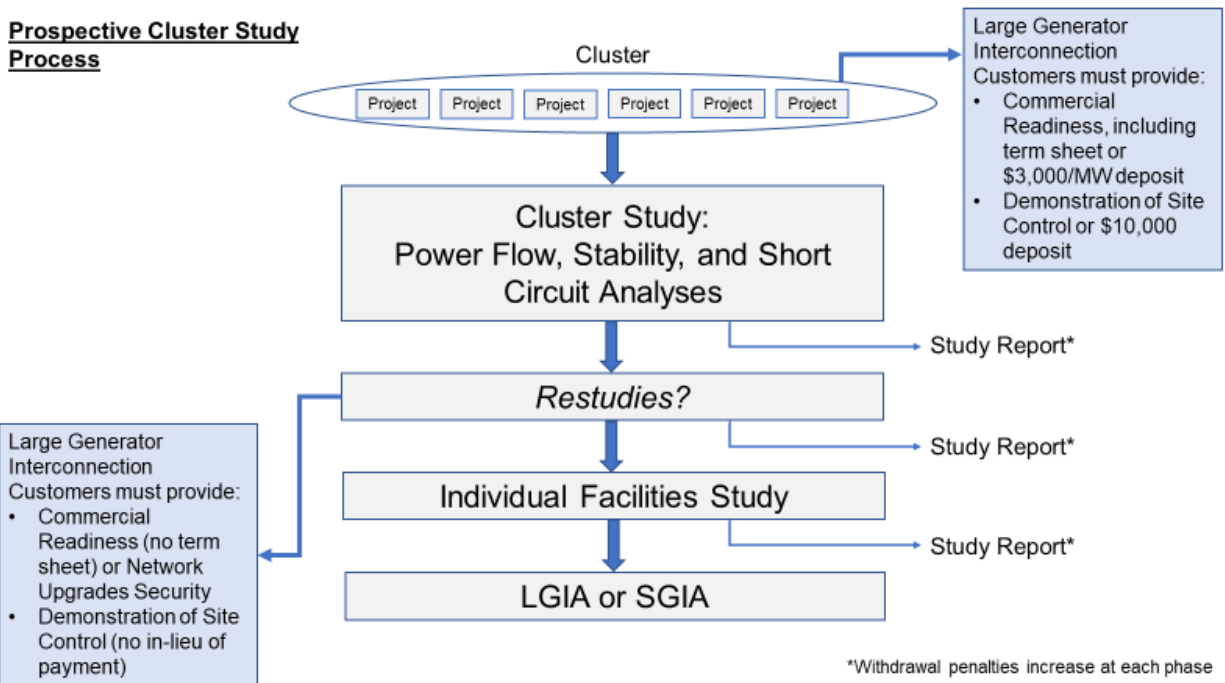 Prospective Cluster Study
Process
Cluster
Project
Project
Project
Project
Project
Project
Large Generator
Interconnection
Customers must provide:
• Commercial
Readiness, including
term sheet or
$3,000/MW deposit
• Demonstration of Site
Control or $10,000
deposit
Cluster Study:
Power Flow, Stability, and Short
Circuit Analyses
Study Report*
Restudies?
Study Report*
Large Generator
Interconnection
Customers must provide:
• Commercial
Readiness (no term
sheet) or Network
Upgrades Security
• Demonstration of Site
Control (no in-lieu of
payment)
Individual Facilities Study
Study Report*
LGIA or SGIA
*Withdrawal penalties increase at each phase